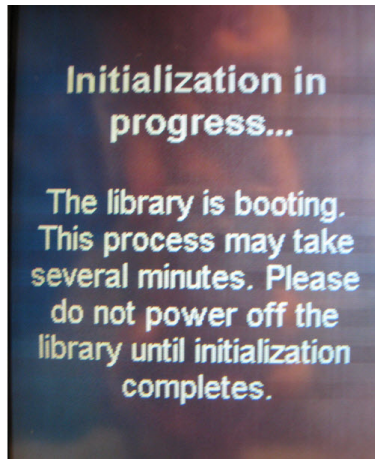 Initialization in
progress...
The library is booting.
This process may take
several minutes. Please
do not power off the
library until initialization
completes.